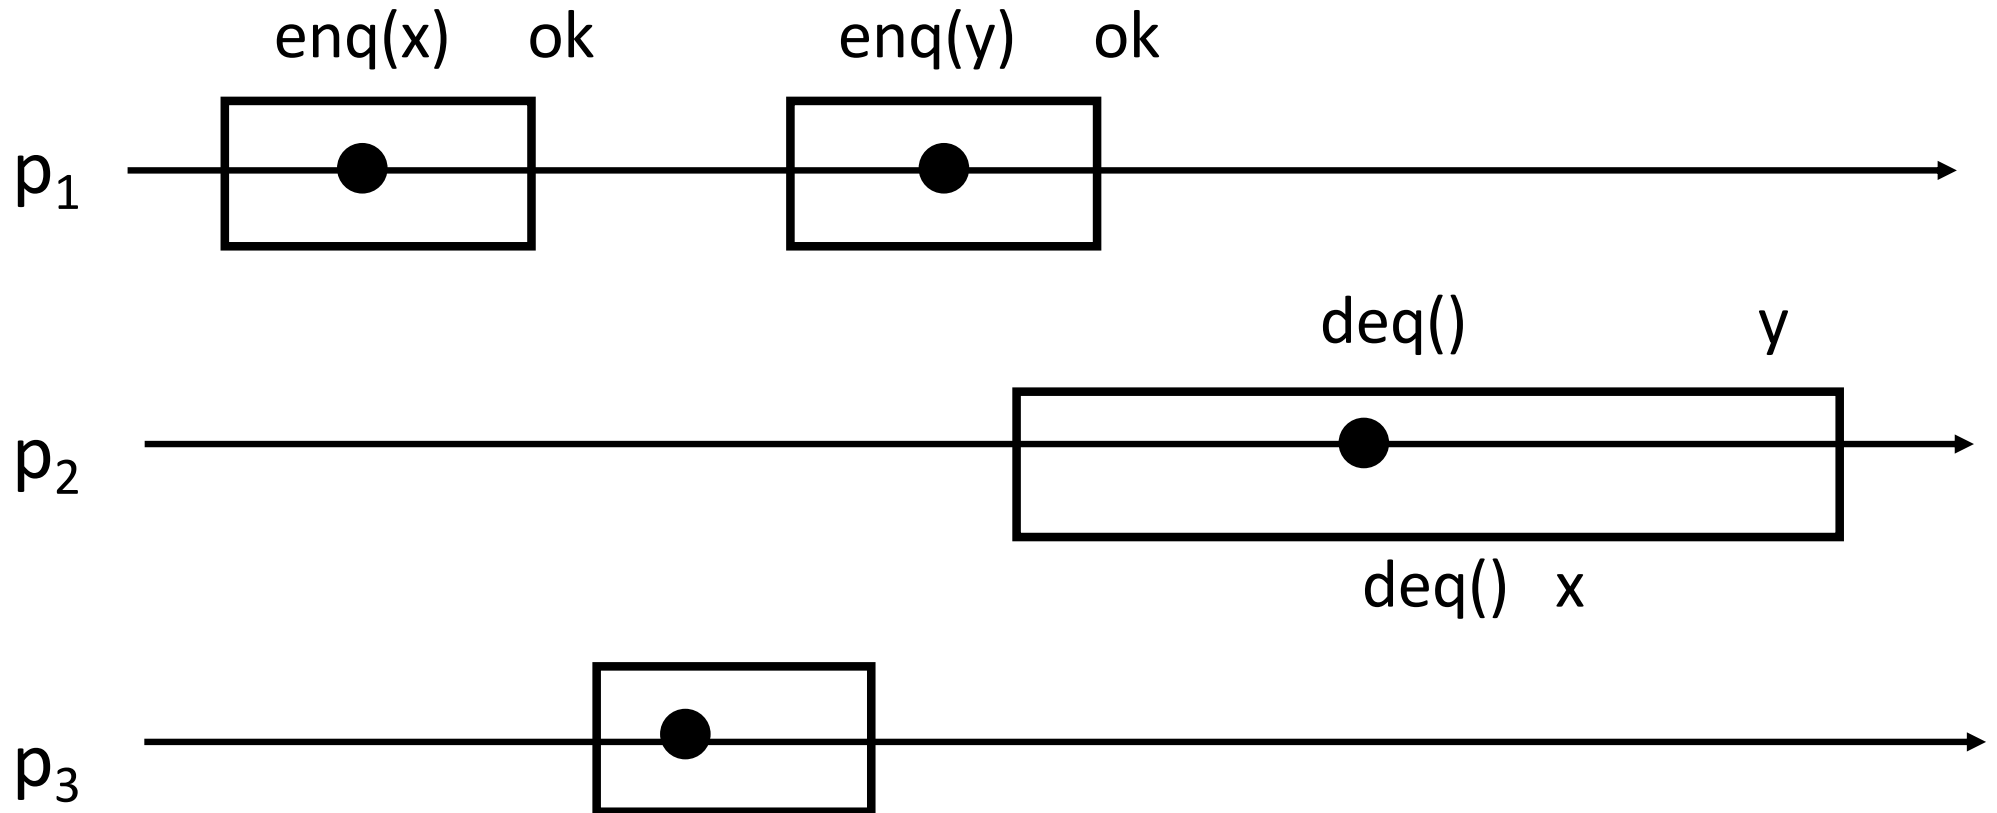 enq(x) ok enq(y) ok
p1
deq() y
p2
deq() x
p3